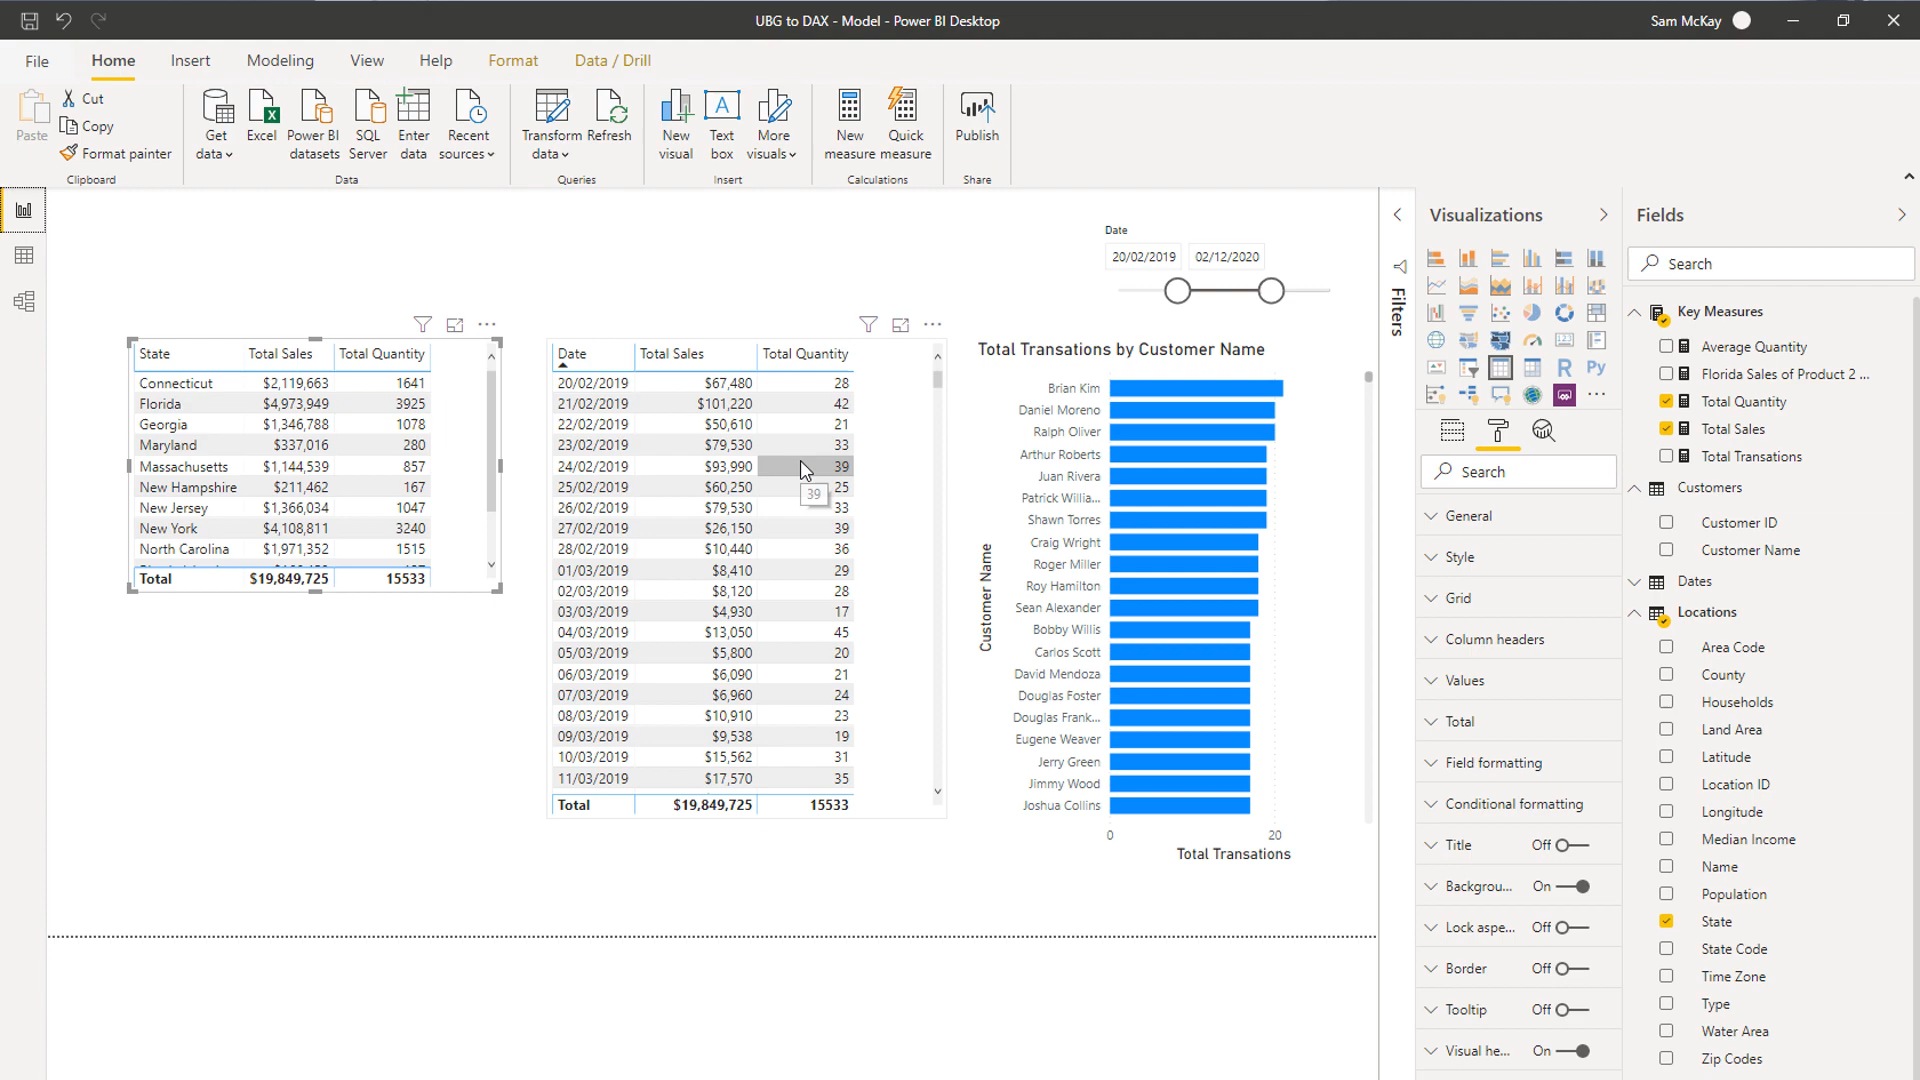 UBG to DAX - Model - Power BI Desktop
Sam McKay
File Home Insert Modeling View Help Format Data / Drill
Paste
Cut
Copy
Format painter
Clipboard
Get data
Excel
Power BI datasets
SQL Server
Enter data
Recent sources
Data
Transform data
Refresh
Queries
New visual
A
Text box
More visuals
Insert
New measure
Quick measure
Calculations
Publish
Share
Date
20/02/2019 02/12/2020
State Total Sales Total Quantity
Connecticut $2,119,663 1641
Florida $4,973,949 3925
Georgia $1,346,788 1078
Maryland $337,016 280
Massachusetts $1,144,539 857
New Hampshire $211,462 167
New Jersey $1,366,034 1047
New York $4,108,811 3240
North Carolina $1,971,352 1515
Total $19,849,725 15533
Date Total Sales Total Quantity
20/02/2019 $67,480 28
21/02/2019 $101,220 42
22/02/2019 $50,610 21
23/02/2019 $79,530 33
24/02/2019 $93,990 39
25/02/2019 $60,250 25
39
26/02/2019 $79,530 33
27/02/2019 $26,150 39
28/02/2019 $10,440 36
01/03/2019 $8,410 29
02/03/2019 $8,120 28
03/03/2019 $4,930 17
04/03/2019 $13,050 45
05/03/2019 $5,800 20
06/03/2019 $6,090 21
07/03/2019 $6,960 24
08/03/2019 $10,910 23
09/03/2019 $9,538 19
10/03/2019 $15,562 31
11/03/2019 $17,570 35
Total $19,849,725 15533
Total Transations by Customer Name
Customer Name
Brian Kim
Daniel Moreno
Ralph Oliver
Arthur Roberts
Juan Rivera
Patrick Willia...
Shawn Torres
Craig Wright
Roger Miller
Roy Hamilton
Sean Alexander
Bobby Willis
Carlos Scott
David Mendoza
Douglas Foster
Douglas Frank...
Eugene Weaver
Jerry Green
Jimmy Wood
Joshua Collins
0 20
Total Transations
Filters
Visualizations
R Py
Search
General
Style
Grid
Column headers
Values
Total
Field formatting
Conditional formatting
Title Off
Backgrou... On
Lock aspe... Off
Border Off
Tooltip Off
Visual he... On
Fields
Search
Key Measures
Average Quantity
Florida Sales of Product 2 ...
Total Quantity
Total Sales
Total Transations
Customers
Customer ID
Customer Name
Dates
Locations
Area Code
County
Households
Land Area
Latitude
Location ID
Longitude
Median Income
Name
Population
State
State Code
Time Zone
Type
Water Area
Zip Codes